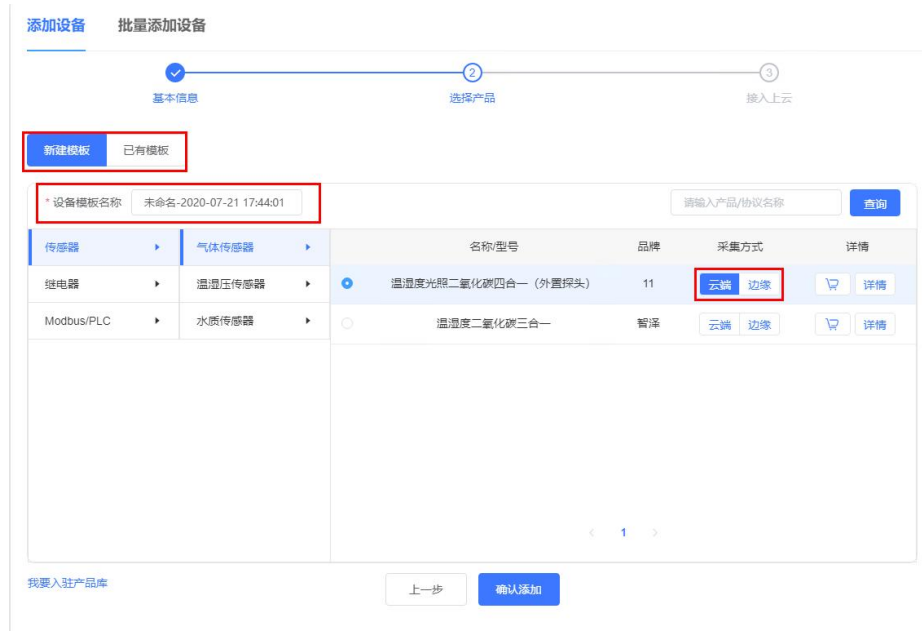 添加设备 批量添加设备
2 3
基本信息 选择产品 接入上云
新建模板 已有模板
* 设备模板名称 未命名-2020-07-21 17:44:01 请输入产品/协议名称 查询
传感器 气体传感器 名称/型号 品牌 采集方式 详情
继电器 温湿压传感器 温湿度光照二氧化碳四合一（外置探头） 11 云端 边缘 详情
Modbus/PLC 水质传感器 温湿度二氧化碳三合一 智泽 云端 边缘 详情
1
我要入驻产品库 上一步 确认添加